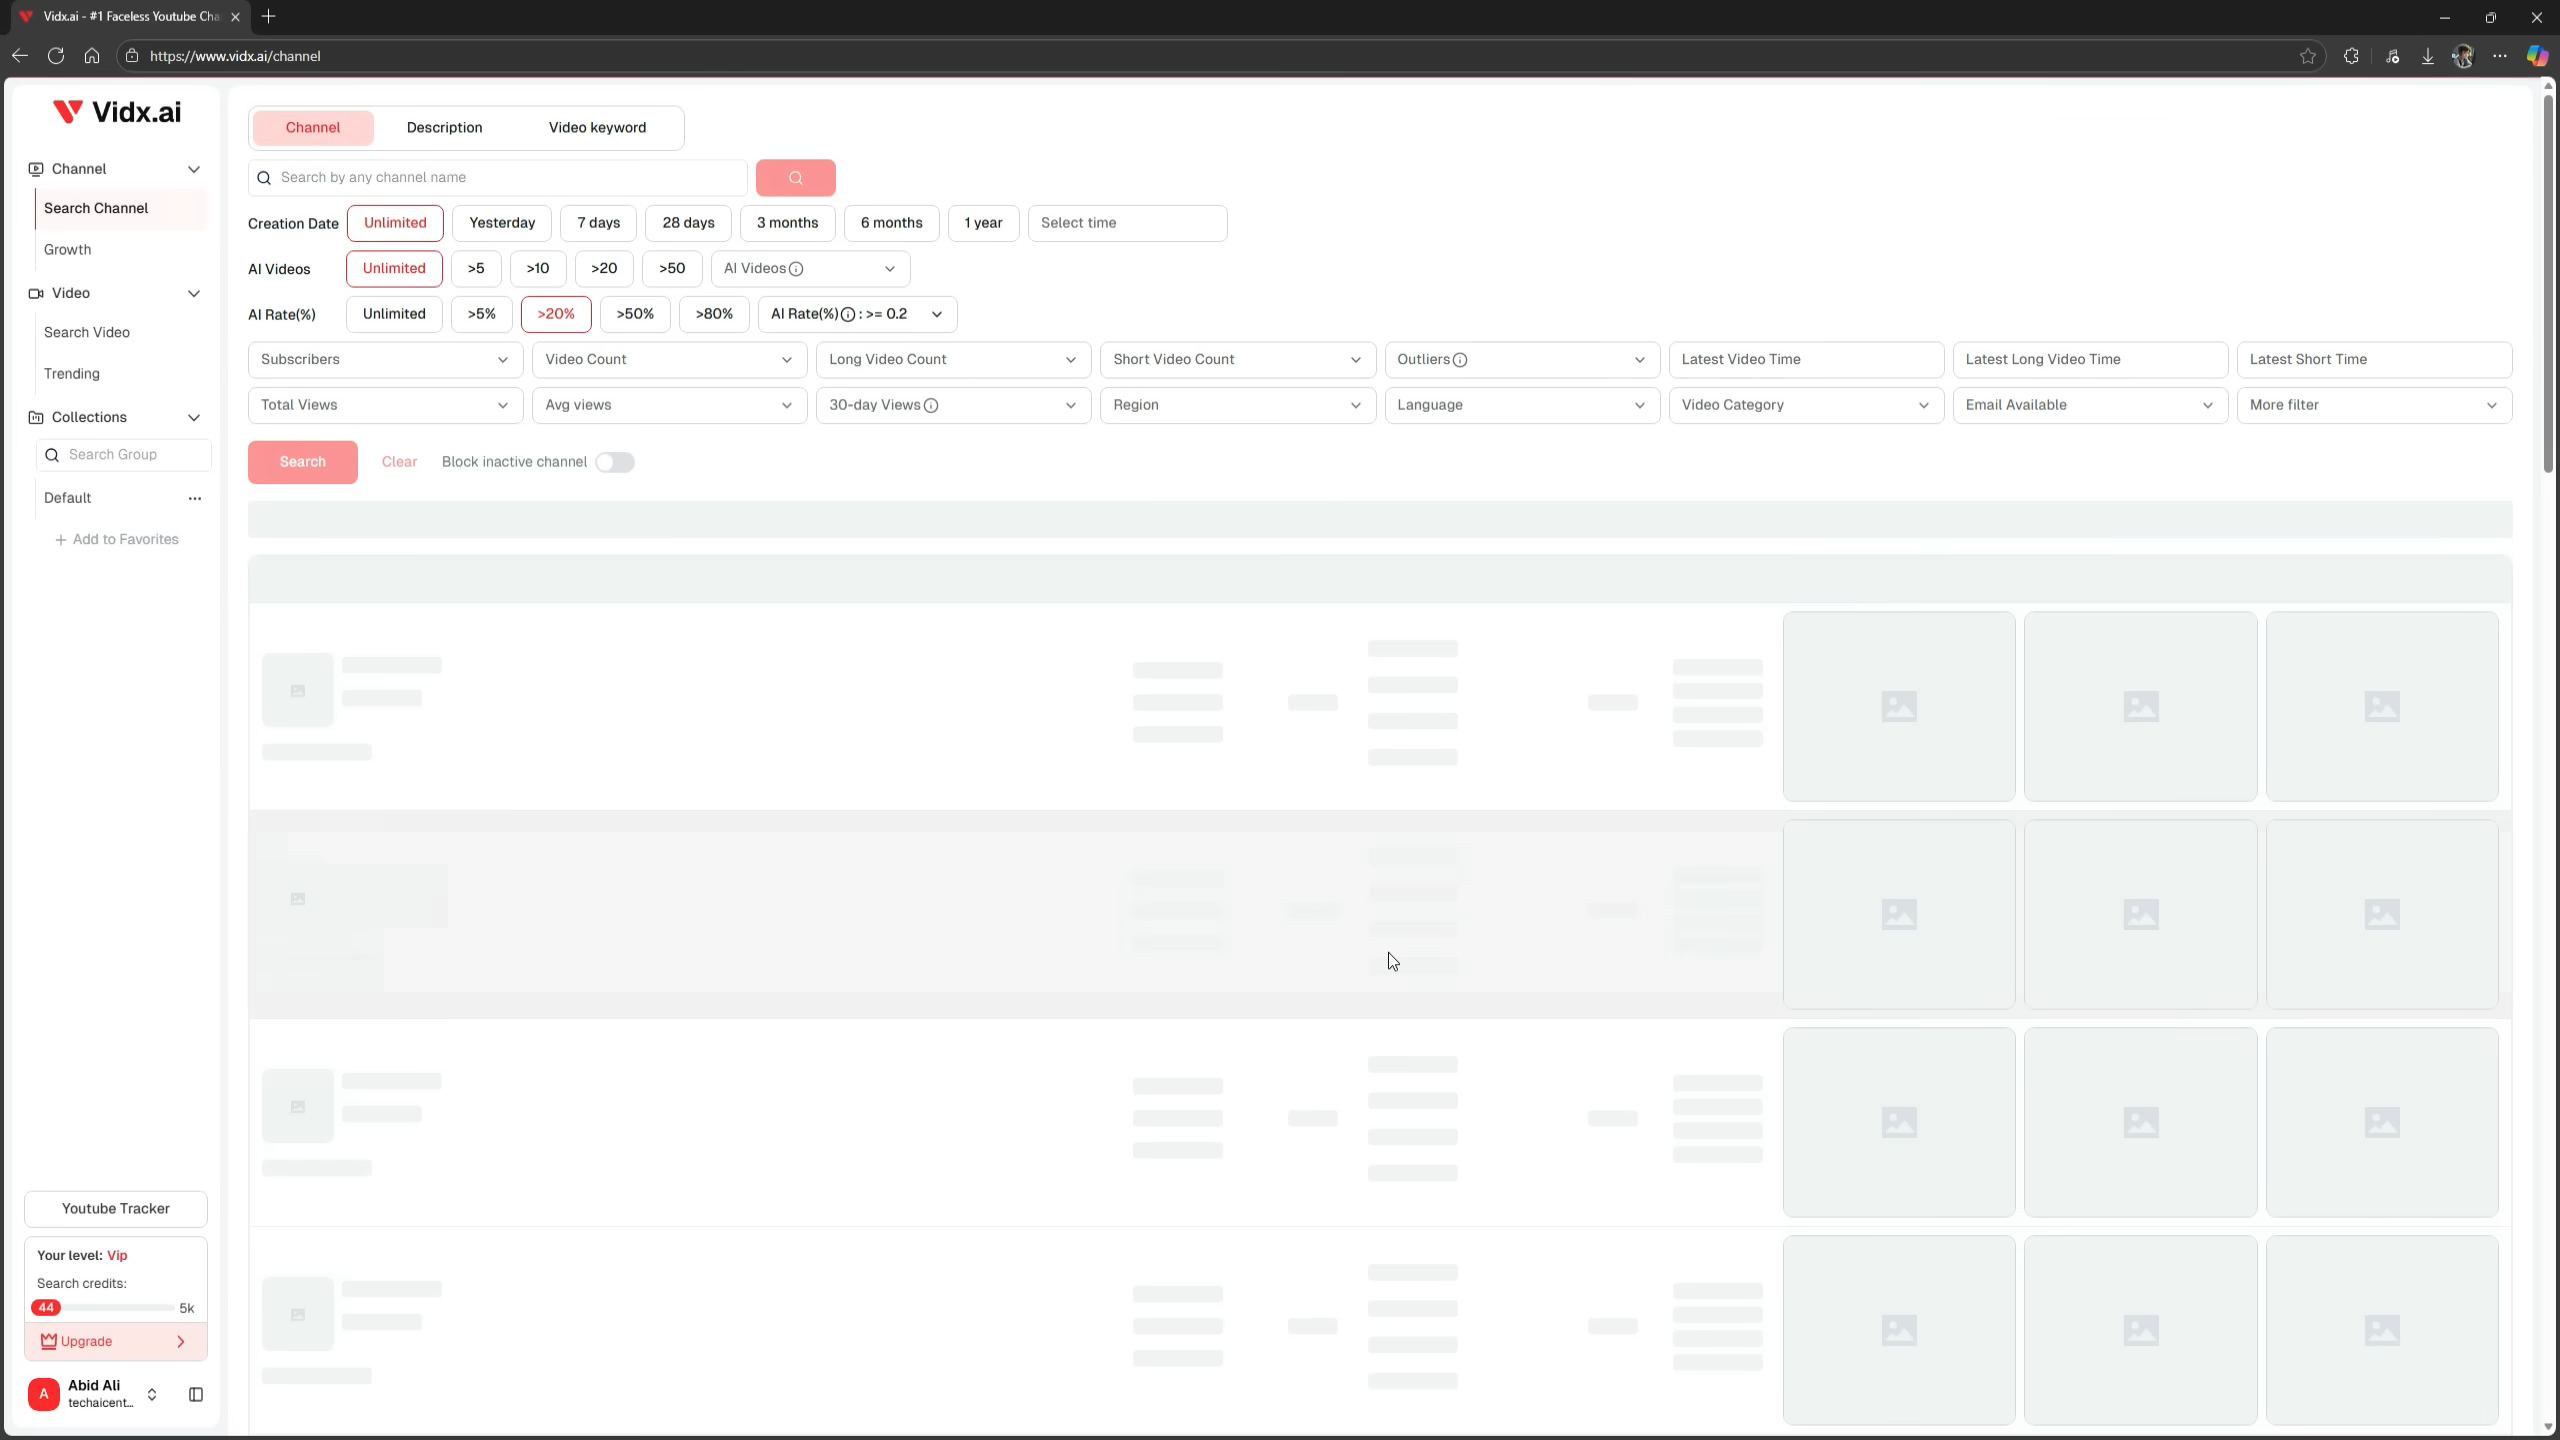 Vidx.ai - #1 Faceless Youtube Cha
https://www.vidx.ai/channel
Vidx.ai
Channel
Search Channel
Growth
Video
Search Video
Trending
Collections
Search Group
Default
+ Add to Favorites
Youtube Tracker
Your level: Vip
Search credits:
44 5k
Upgrade
A Abid Ali
techaicent...
Channel Description Video keyword
Search by any channel name
Creation Date Unlimited Yesterday 7 days 28 days 3 months 6 months 1 year Select time
AI Videos Unlimited >5 >10 >20 >50 AI Videos
AI Rate(%) Unlimited >5% >20% >50% >80% AI Rate(%) : >= 0.2
Subscribers Video Count Long Video Count Short Video Count Outliers Latest Video Time Latest Long Video Time Latest Short Time
Total Views Avg views 30-day Views Region Language Video Category Email Available More filter
Search Clear Block inactive channel